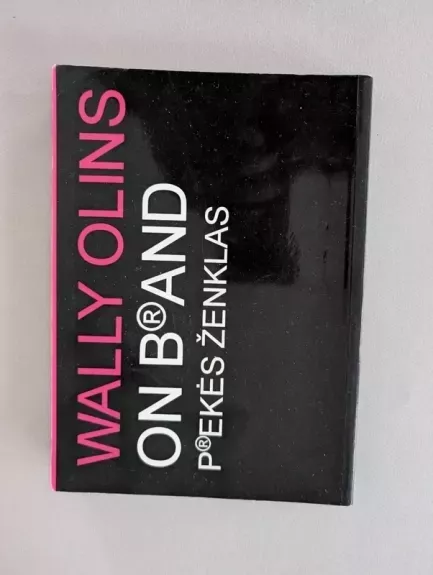 WALLY OLINS
ON B®AND
P®EKĖS ŽENKLAS